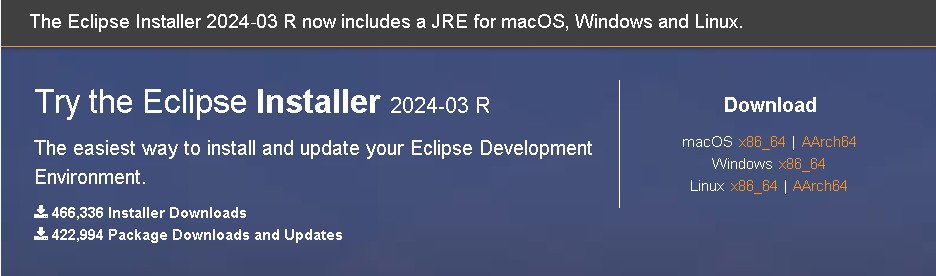 The Eclipse Installer 2024-03 R now includes a JRE for macOS, Windows and Linux.
Try the Eclipse Installer 2024-03 R
The easiest way to install and update your Eclipse Development
Environment.
466,336 Installer Downloads
422,994 Package Downloads and Updates
Download
macOS x86_64 | AArch64
Windows x86_64
Linux x86_64 | AArch64